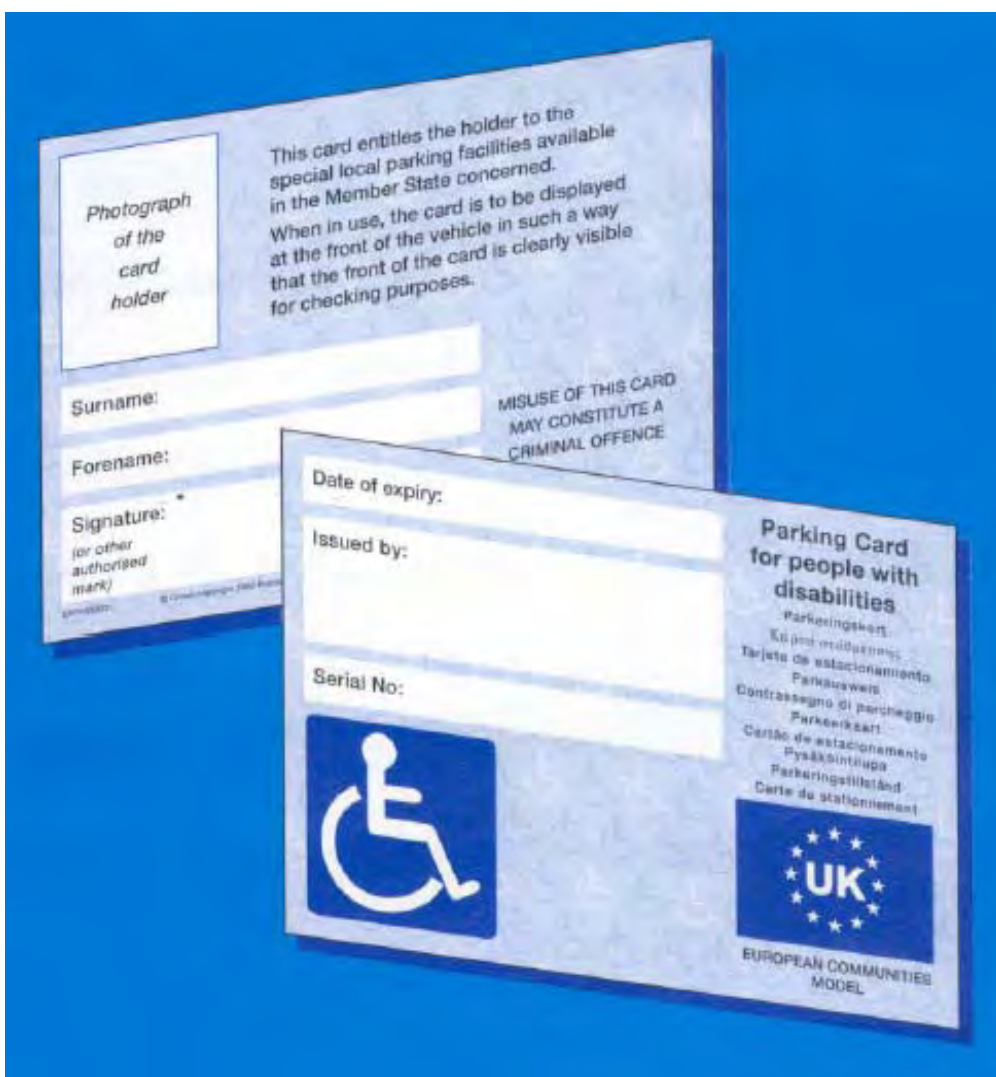 Photograph
of the
card
holder
This card entitles the holder to the
special local parking facilities available
in the Member State concerned.
When in use, the card is to be displayed
at the front of the vehicle in such a way
that the front of the card is clearly visible
for checking purposes.
Surname:
Forename:
Signature: *
(or other
authorised
mark)
MISUSE OF THIS CARD
MAY CONSTITUTE A
CRIMINAL OFFENCE
Date of expiry:
Issued by:
Serial No:
Parking Card
for people with
disabilities
Parkeringskort
Tarjeta de estacionamiento
Parkausweis
Contrassegno di parcheggio
Parkeerkaart
Cartão de estacionamento
Pysäköintilupa
Parkeringstillstånd
Carte de stationnement
UK
EUROPEAN COMMUNITIES
MODEL